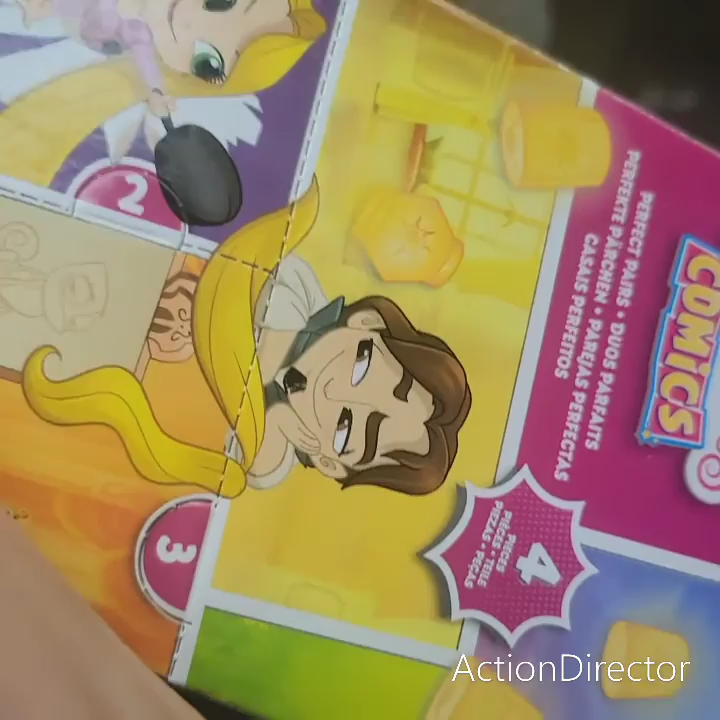 COMiCS
PERFECT PAIRS • DUOS PARFAITS
PERFEKTE PÄRCHEN • PAREJAS PERFECTAS
CASAIS PERFEITOS
4
PIECES
PIÈCES • TEILE
PIEZAS • PEÇAS
2
3
ActionDirector